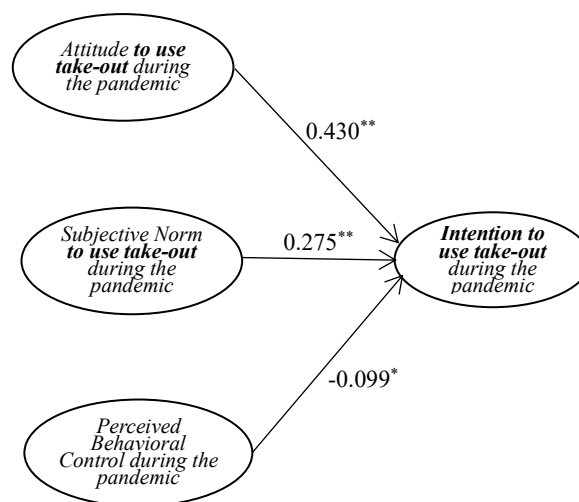 Attitude to use
take-out during
the pandemic
0.430**
Subjective Norm
to use take-out
during the
pandemic
0.275**
Intention to
use take-out
during the
pandemic
-0.099*
Perceived
Behavioral
Control during the
pandemic